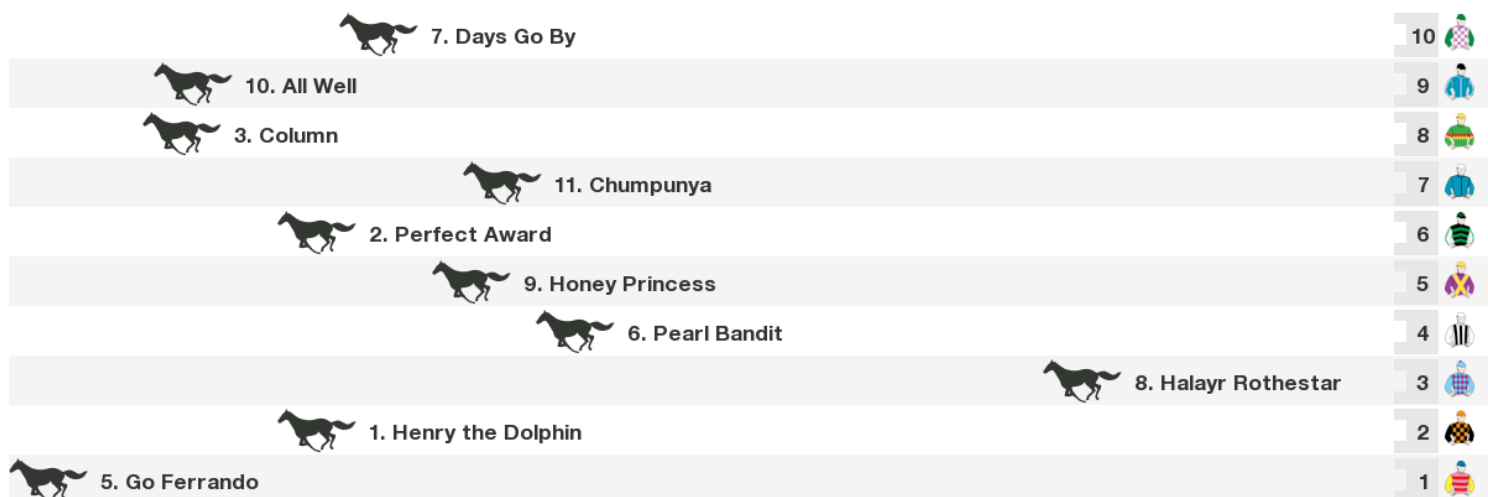 7. Days Go By 10
10. All Well 9
3. Column 8
11. Chumpunya 7
2. Perfect Award 6
9. Honey Princess 5
6. Pearl Bandit 4
8. Halayr Rothestar 3
1. Henry the Dolphin 2
5. Go Ferrando 1